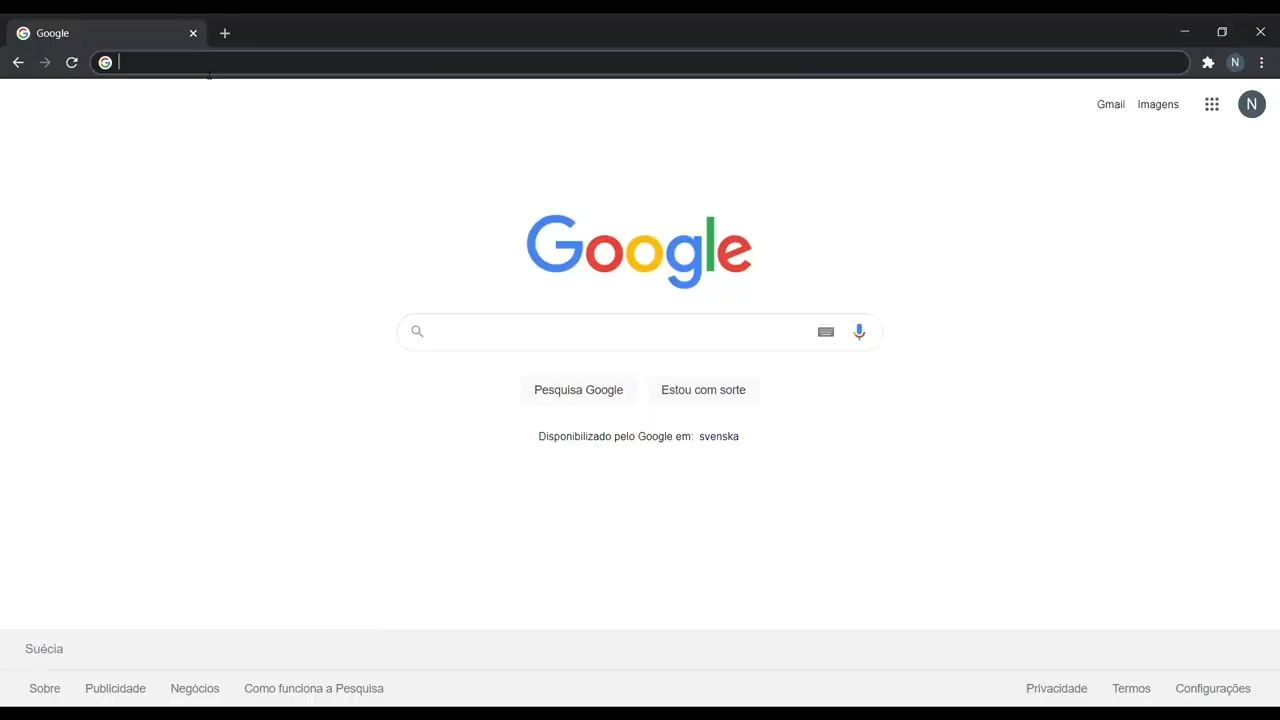 Google
N
Gmail Imagens N
Google
Pesquisa Google Estou com sorte
Disponibilizado pelo Google em: svenska
Suécia
Sobre Publicidade Negócios Como funciona a Pesquisa Privacidade Termos Configurações